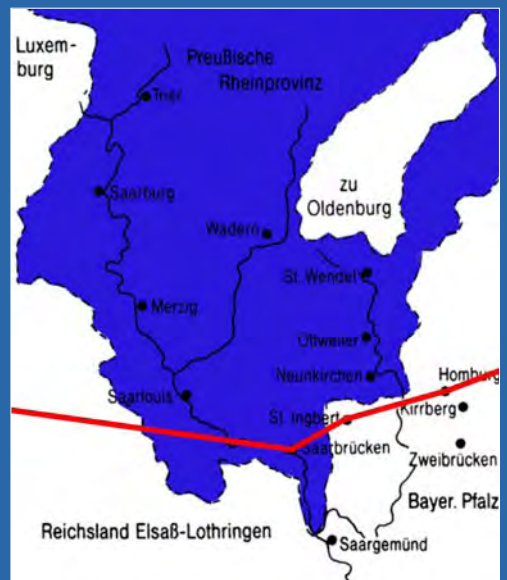 Luxem-
burg
Preußische
Rheinprovinz
Trier
Saarburg
zu
Oldenburg
Wadern
St. Wendel
Merzig
Ottweiler
Neunkirchen
Homburg
Saarlouis
St. Ingbert
Kirrberg
Saarbrücken
Zweibrücken
Bayer. Pfalz
Reichsland Elsaß-Lothringen
Saargemünd